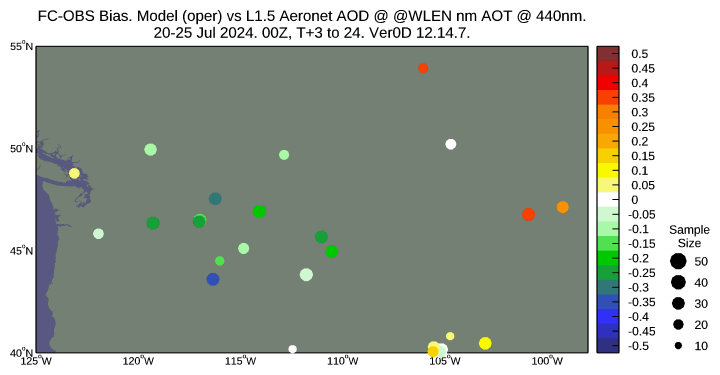 FC-OBS Bias. Model (oper) vs L1.5 Aeronet AOD @ @WLEN nm AOT @ 440nm.
20-25 Jul 2024. 00Z, T+3 to 24. Ver0D 12.14.7.
55°N
50°N
45°N
40°N
125°W 120°W 115°W 110°W 105°W 100°W
0.5
0.45
0.4
0.35
0.3
0.25
0.2
0.15
0.1
0.05
0
-0.05
-0.1
-0.15
-0.2
-0.25
-0.3
-0.35
-0.4
-0.45
-0.5
Sample
Size
50
40
30
20
10